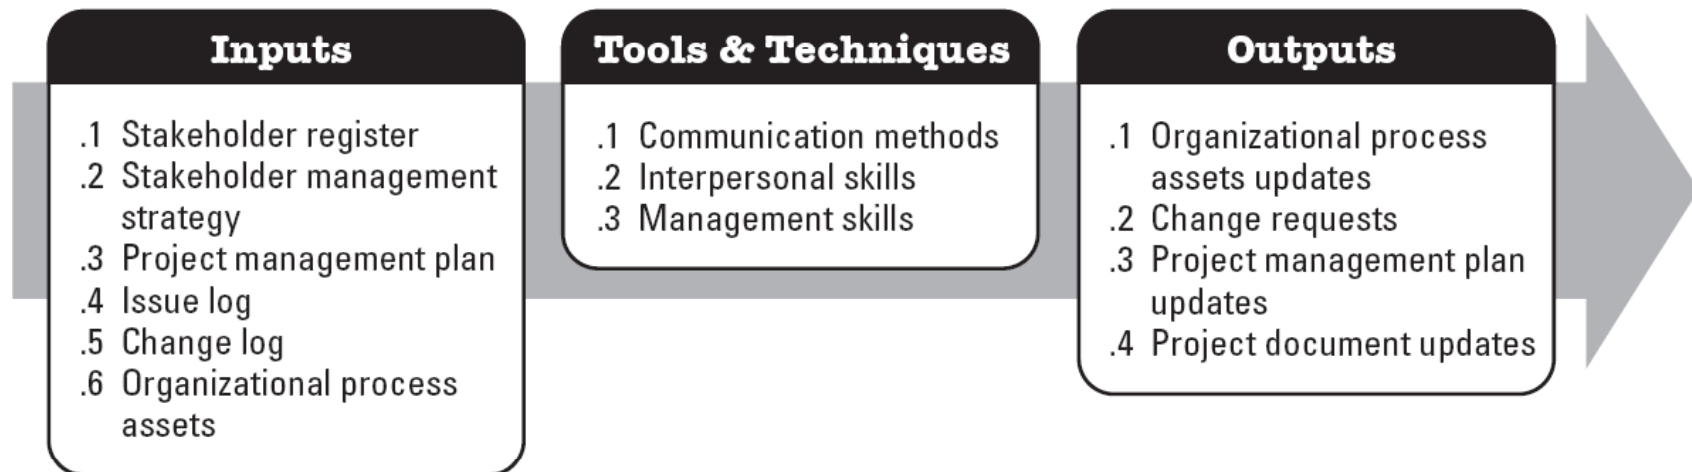 Inputs
.1 Stakeholder register
.2 Stakeholder management
strategy
.3 Project management plan
.4 Issue log
.5 Change log
.6 Organizational process
assets
Tools & Techniques
.1 Communication methods
.2 Interpersonal skills
.3 Management skills
Outputs
.1 Organizational process
assets updates
.2 Change requests
.3 Project management plan
updates
.4 Project document updates